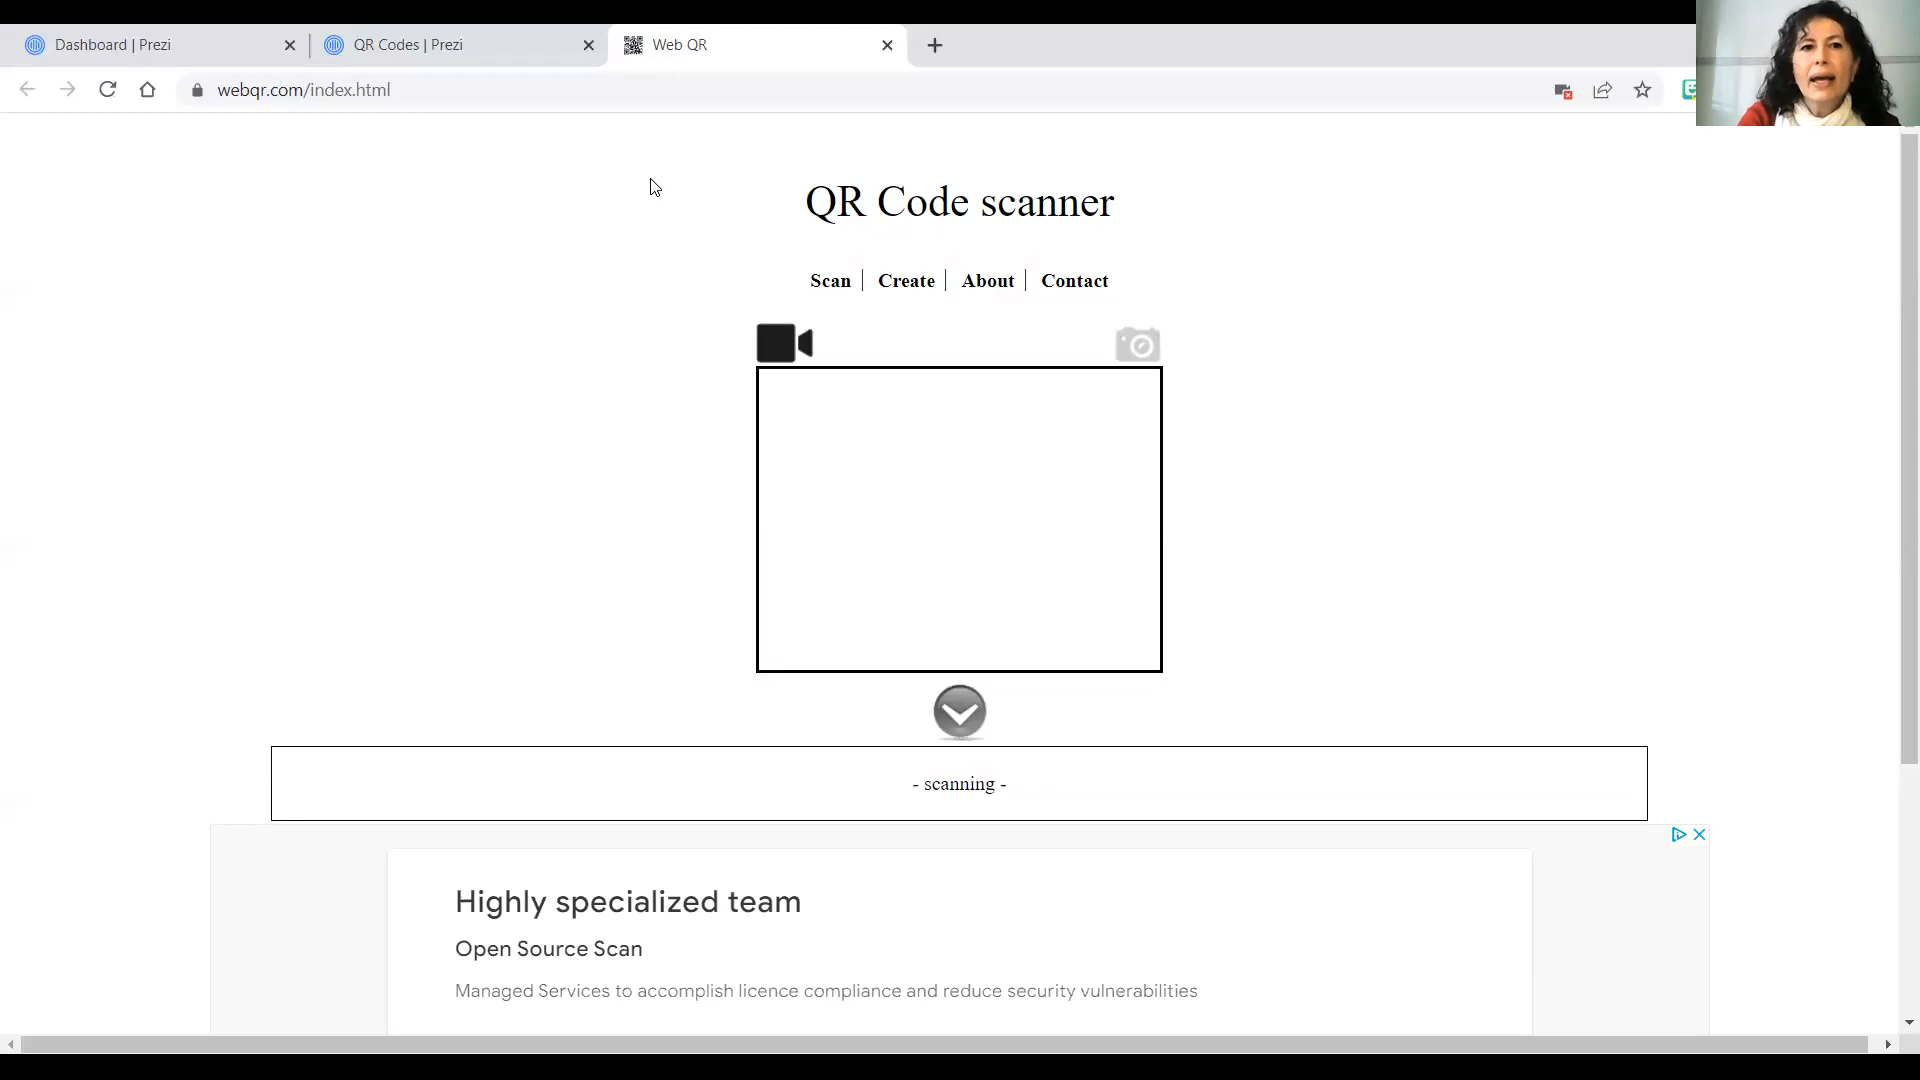 Dashboard | Prezi
QR Codes | Prezi
Web QR
webqr.com/index.html
QR Code scanner
Scan
Create
About
Contact
- scanning -
Highly specialized team
Open Source Scan
Managed Services to accomplish licence compliance and reduce security vulnerabilities